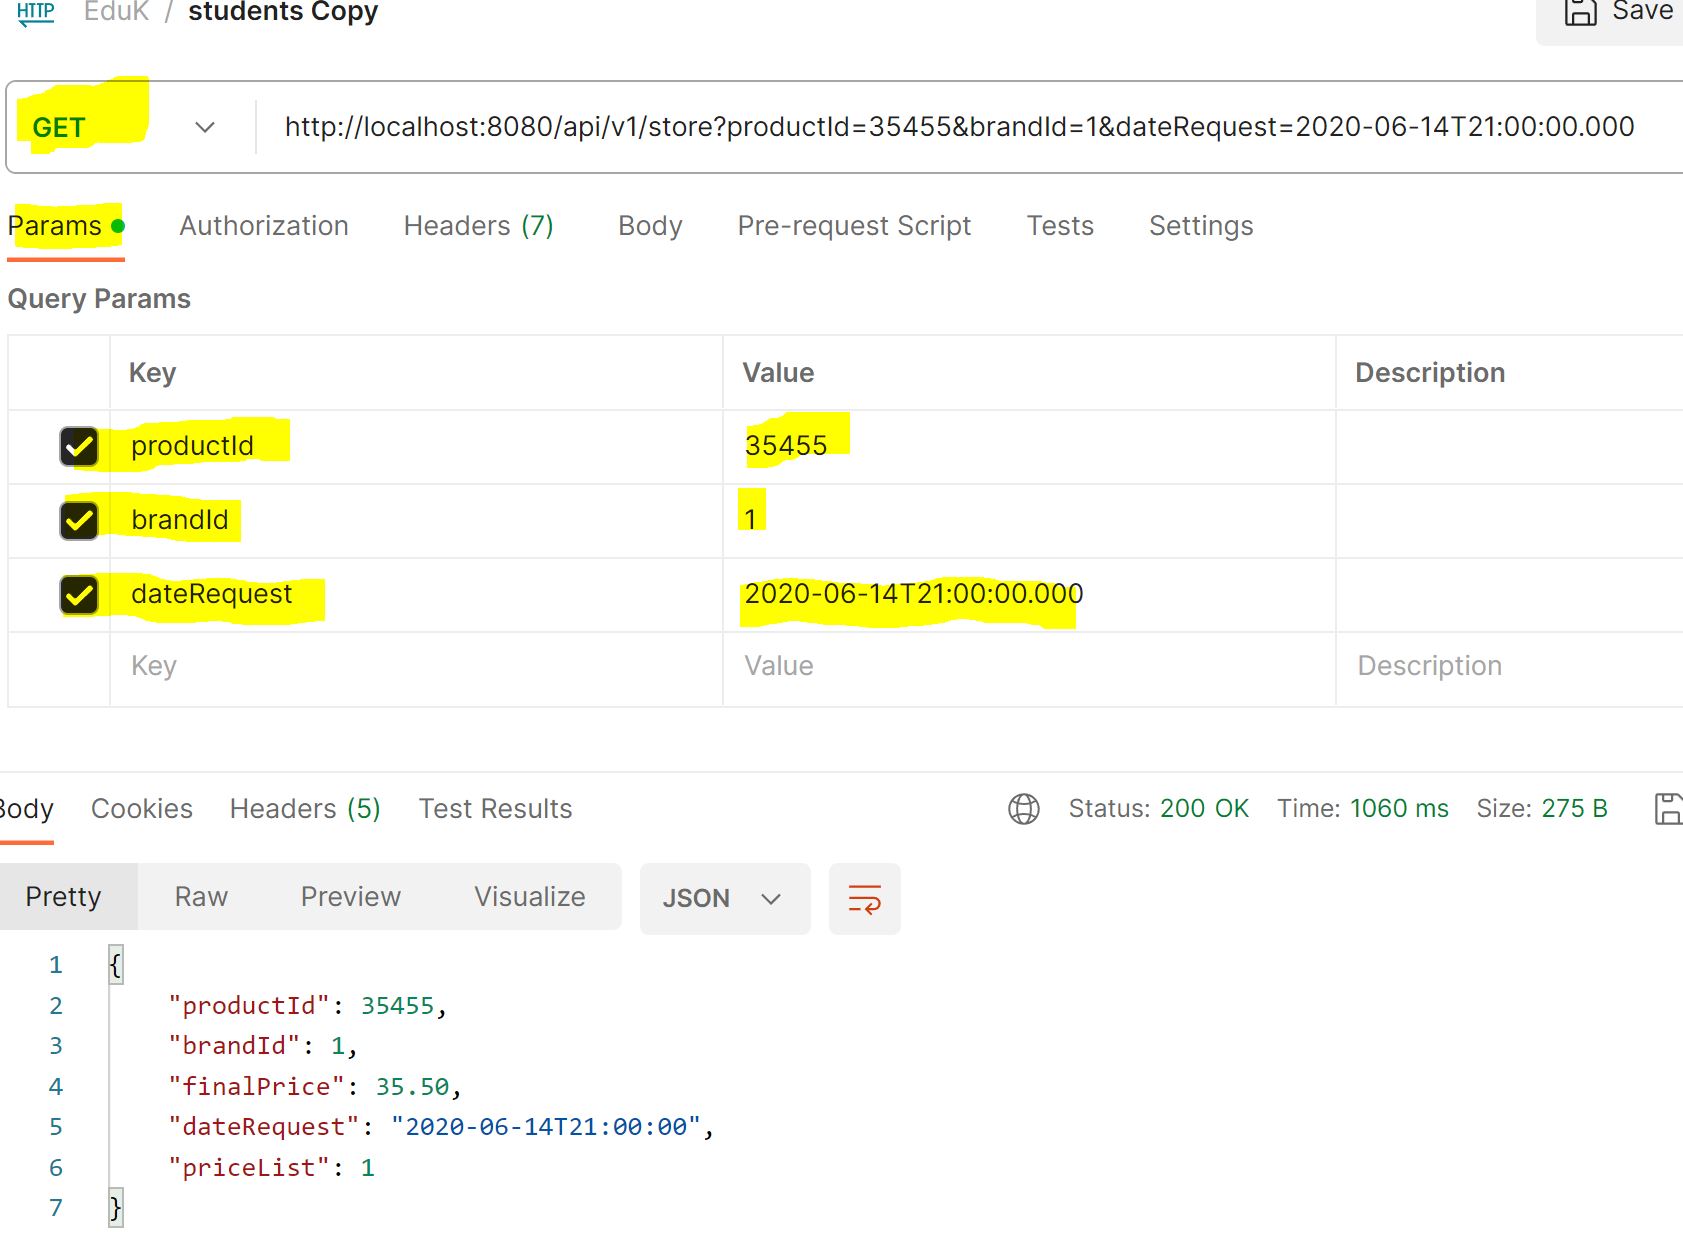 HTTP EduK / students Copy Save
GET http://localhost:8080/api/v1/store?productId=35455&brandId=1&dateRequest=2020-06-14T21:00:00.000
Params Authorization Headers (7) Body Pre-request Script Tests Settings
Query Params
Key Value Description
productId 35455
brandId 1
dateRequest 2020-06-14T21:00:00.000
Key Value Description
Body Cookies Headers (5) Test Results Status: 200 OK Time: 1060 ms Size: 275 B
Pretty Raw Preview Visualize JSON
1 {
2 "productId": 35455,
3 "brandId": 1,
4 "finalPrice": 35.50,
5 "dateRequest": "2020-06-14T21:00:00",
6 "priceList": 1
7 }